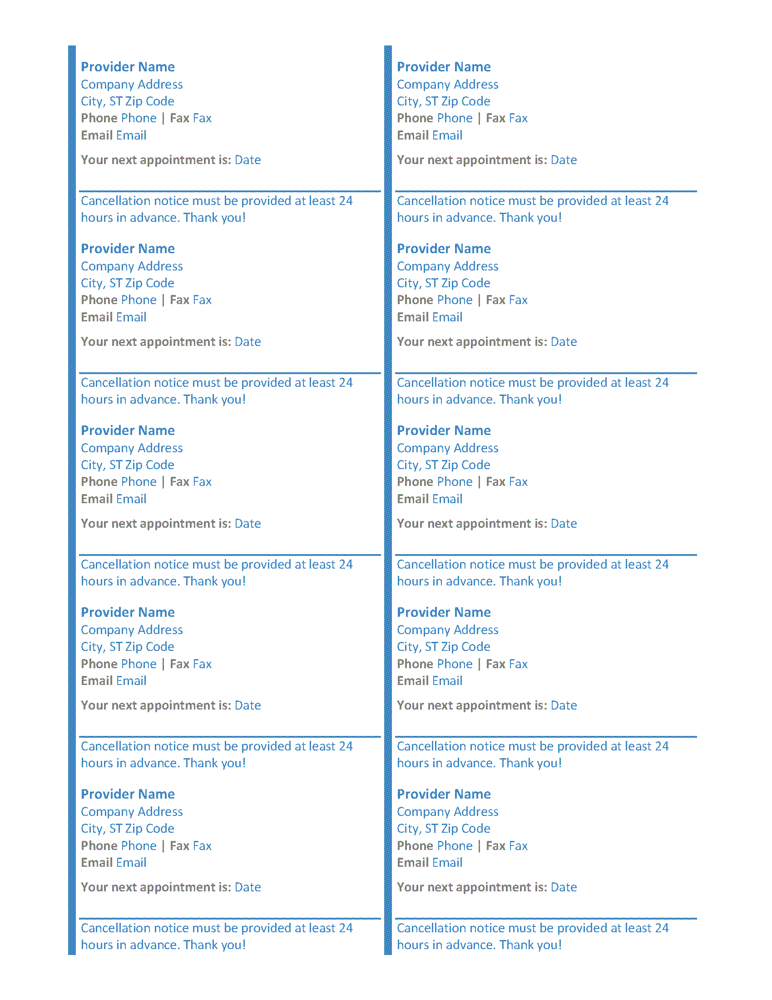 Provider Name
Company Address
City, ST Zip Code
Phone Phone | Fax Fax
Email Email
Your next appointment is: Date
Cancellation notice must be provided at least 24
hours in advance. Thank you!
Provider Name
Company Address
City, ST Zip Code
Phone Phone | Fax Fax
Email Email
Your next appointment is: Date
Cancellation notice must be provided at least 24
hours in advance. Thank you!
Provider Name
Company Address
City, ST Zip Code
Phone Phone | Fax Fax
Email Email
Your next appointment is: Date
Cancellation notice must be provided at least 24
hours in advance. Thank you!
Provider Name
Company Address
City, ST Zip Code
Phone Phone | Fax Fax
Email Email
Your next appointment is: Date
Cancellation notice must be provided at least 24
hours in advance. Thank you!
Provider Name
Company Address
City, ST Zip Code
Phone Phone | Fax Fax
Email Email
Your next appointment is: Date
Cancellation notice must be provided at least 24
hours in advance. Thank you!
Provider Name
Company Address
City, ST Zip Code
Phone Phone | Fax Fax
Email Email
Your next appointment is: Date
Cancellation notice must be provided at least 24
hours in advance. Thank you!
Provider Name
Company Address
City, ST Zip Code
Phone Phone | Fax Fax
Email Email
Your next appointment is: Date
Cancellation notice must be provided at least 24
hours in advance. Thank you!
Provider Name
Company Address
City, ST Zip Code
Phone Phone | Fax Fax
Email Email
Your next appointment is: Date
Cancellation notice must be provided at least 24
hours in advance. Thank you!
Provider Name
Company Address
City, ST Zip Code
Phone Phone | Fax Fax
Email Email
Your next appointment is: Date
Cancellation notice must be provided at least 24
hours in advance. Thank you!
Provider Name
Company Address
City, ST Zip Code
Phone Phone | Fax Fax
Email Email
Your next appointment is: Date
Cancellation notice must be provided at least 24
hours in advance. Thank you!